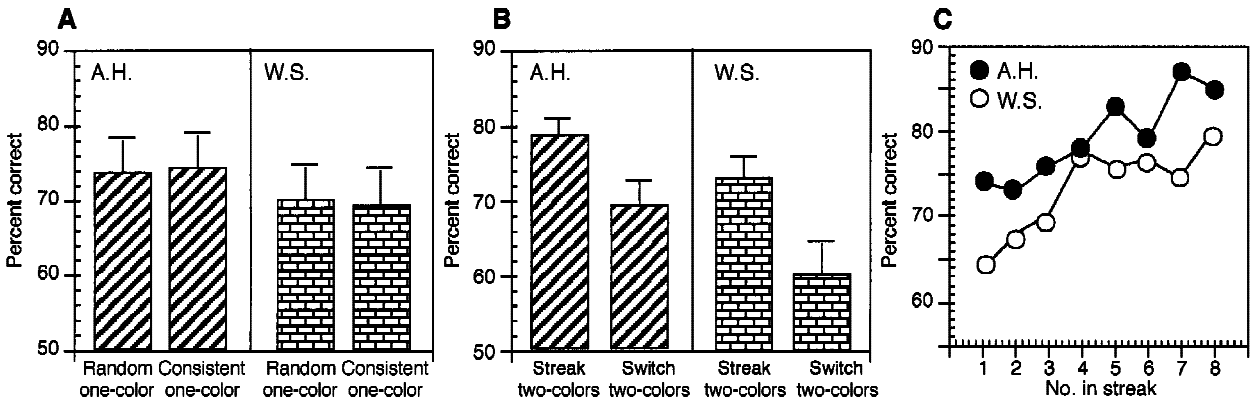 A
Percent correct
90
80
70
60
50
A.H.
W.S.
Random one-color
Consistent one-color
Random one-color
Consistent one-color
B
Percent correct
90
80
70
60
50
A.H.
W.S.
Streak two-colors
Switch two-colors
Streak two-colors
Switch two-colors
C
Percent correct
90
80
70
60
A.H.
W.S.
1 2 3 4 5 6 7 8
No. in streak